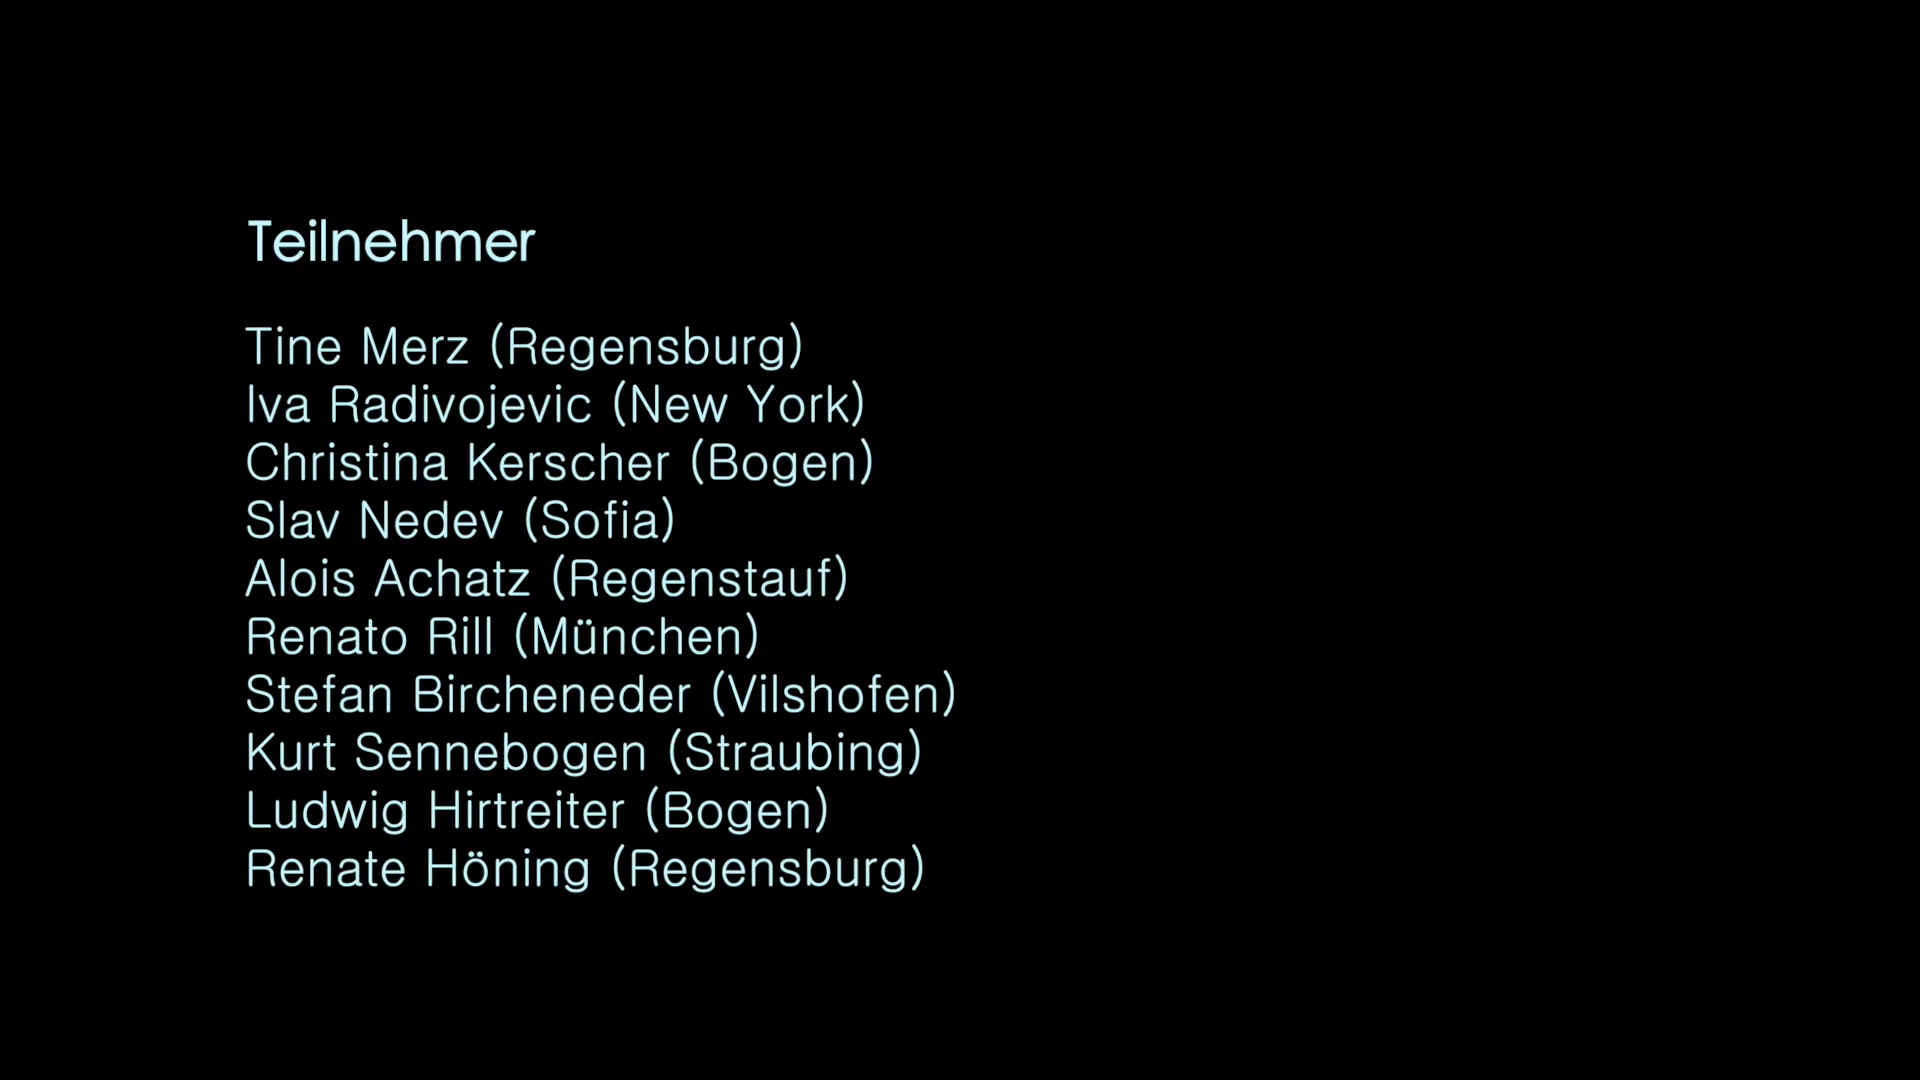 Teilnehmer
Tine Merz (Regensburg)
Iva Radivojevic (New York)
Christina Kerscher (Bogen)
Slav Nedev (Sofia)
Alois Achatz (Regenstauf)
Renato Rill (München)
Stefan Bircheneder (Vilshofen)
Kurt Sennebogen (Straubing)
Ludwig Hirtreiter (Bogen)
Renate Höning (Regensburg)